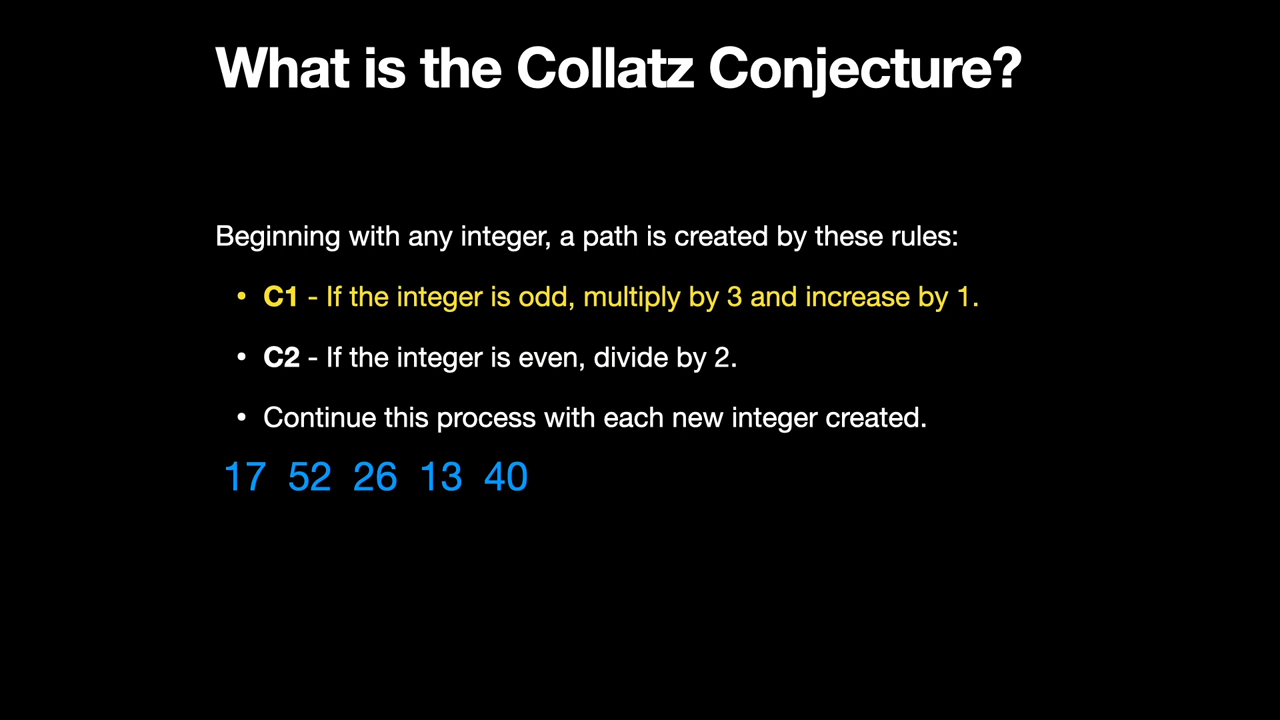 What is the Collatz Conjecture?
Beginning with any integer, a path is created by these rules:
• C1 - If the integer is odd, multiply by 3 and increase by 1.
• C2 - If the integer is even, divide by 2.
• Continue this process with each new integer created.
17 52 26 13 40